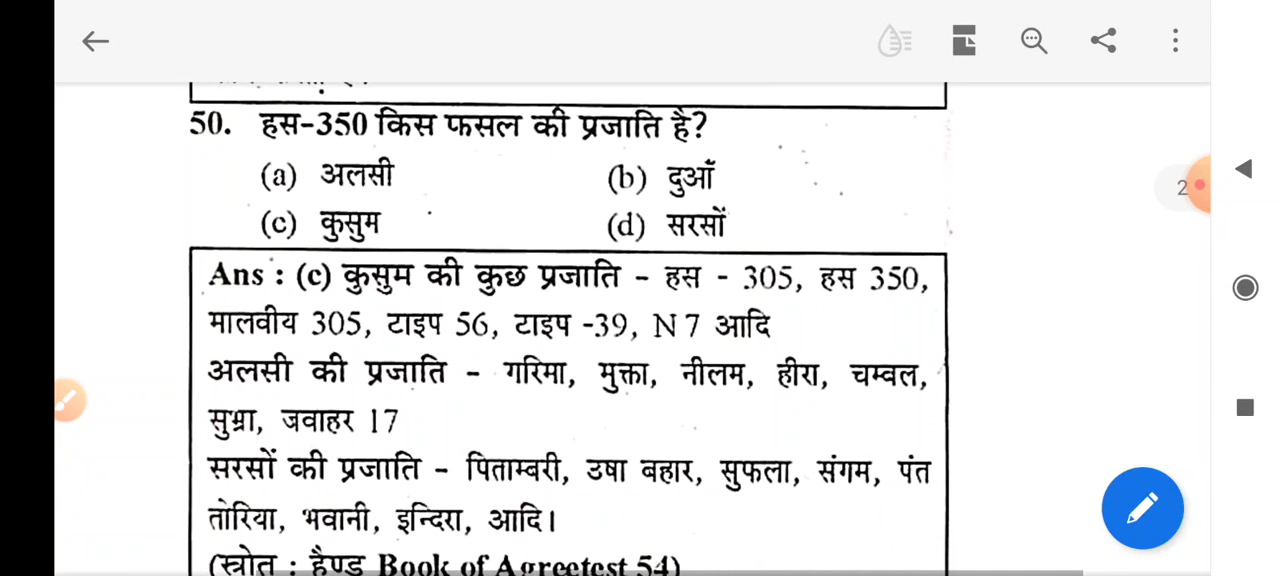 50. हस-350 किस फसल की प्रजाति है?
(a) अलसी (b) दुआँ
(c) कुसुम (d) सरसों
Ans : (c) कुसुम की कुछ प्रजाति - हस - 305, हस 350,
मालवीय 305, टाइप 56, टाइप -39, N 7 आदि
अलसी की प्रजाति - गरिमा, मुक्ता, नीलम, हीरा, चम्वल,
सुभ्रा, जवाहर 17
सरसों की प्रजाति - पिताम्बरी, उषा बहार, सुफला, संगम, पंत
तोरिया, भवानी, इन्दिरा, आदि।
(स्त्रोत : हैण्ड Book of Agreetest 54)
2